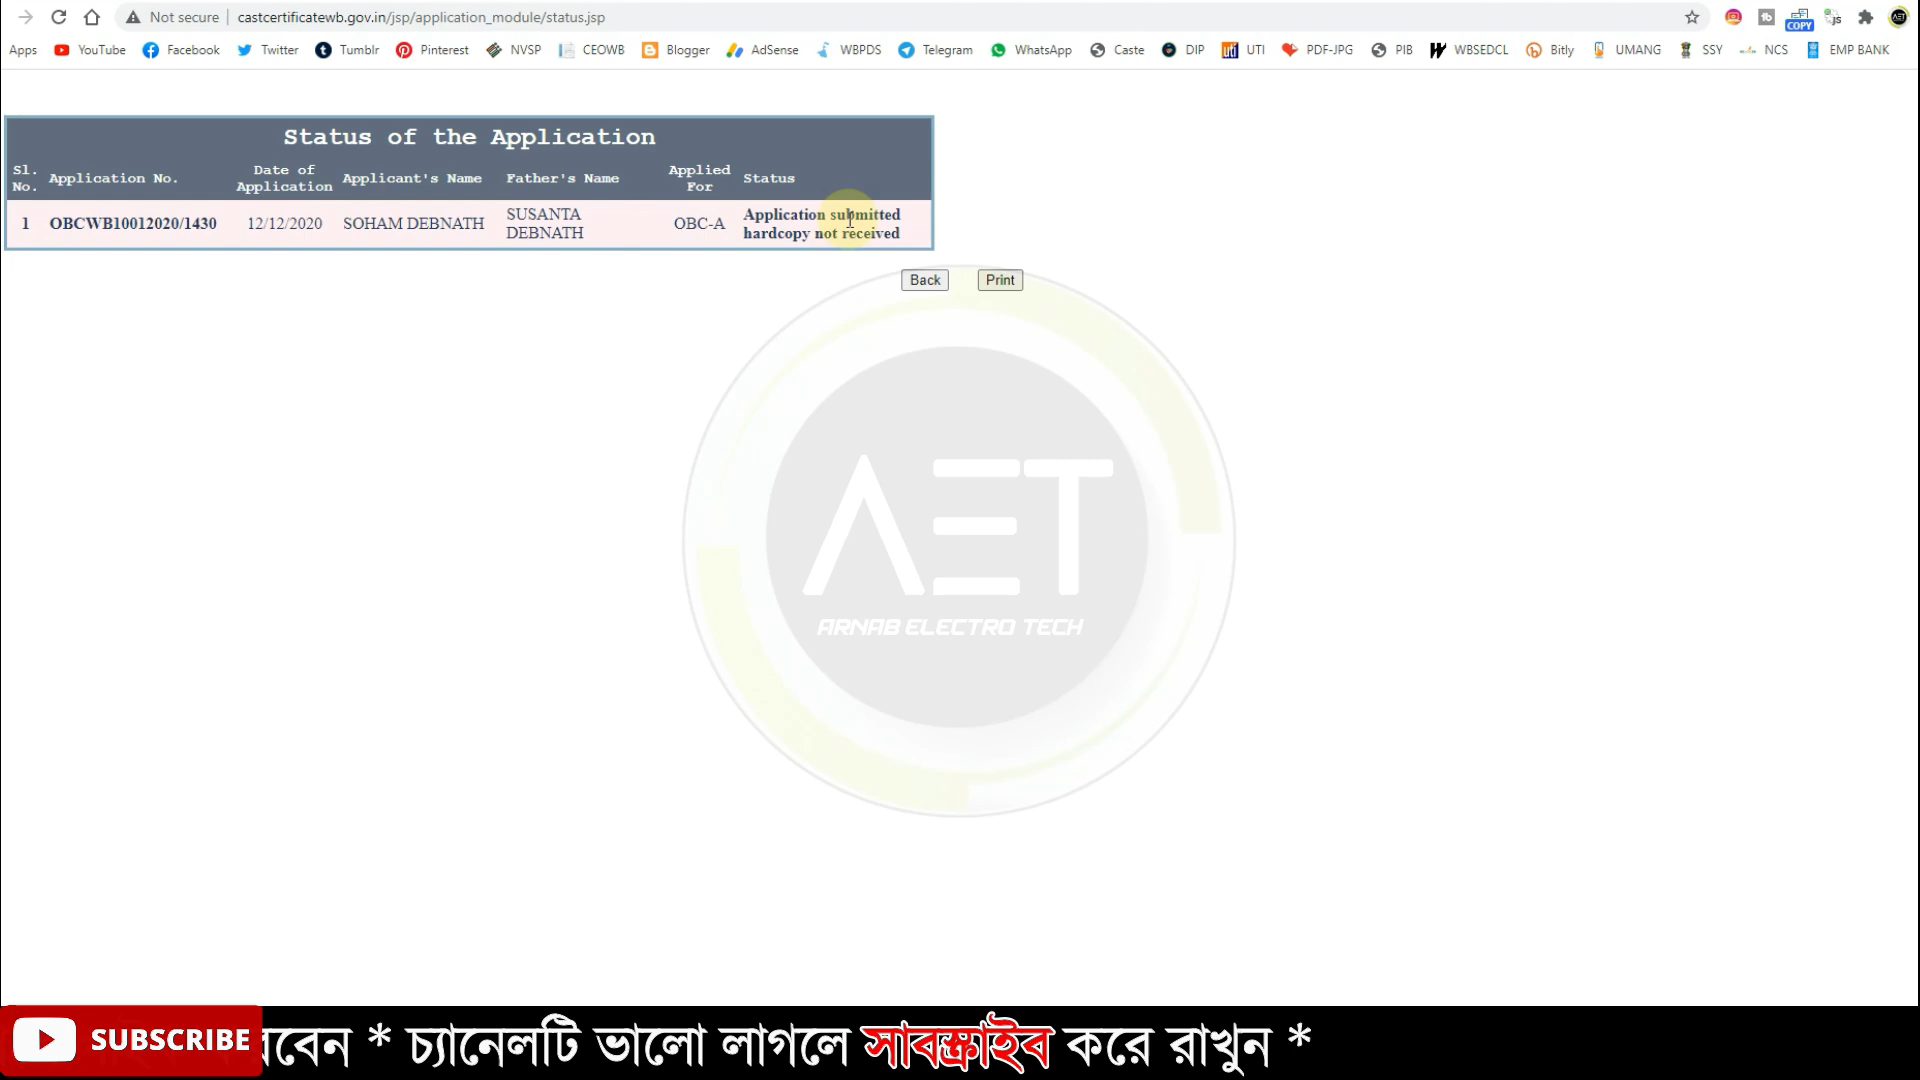 Not secure castcertificatewb.gov.in/jsp/application_module/status.jsp
COPY js AET
Apps YouTube Facebook Twitter Tumblr Pinterest NVSP CEOWB Blogger AdSense WBPDS Telegram WhatsApp Caste DIP UTI PDF-JPG PIB WBSEDCL Bitly UMANG SSY NCS EMP BANK
Status of the Application
Sl. No. Application No. Date of Application Applicant's Name Father's Name Applied For Status
1 OBCWB10012020/1430 12/12/2020 SOHAM DEBNATH SUSANTA DEBNATH OBC-A Application submitted hardcopy not received
Back Print
AET
ARNAB ELECTRO TECH
SUBSCRIBE বেন * চ্যানেলটি ভালো লাগলে সাবস্ক্রাইব করে রাখুন *